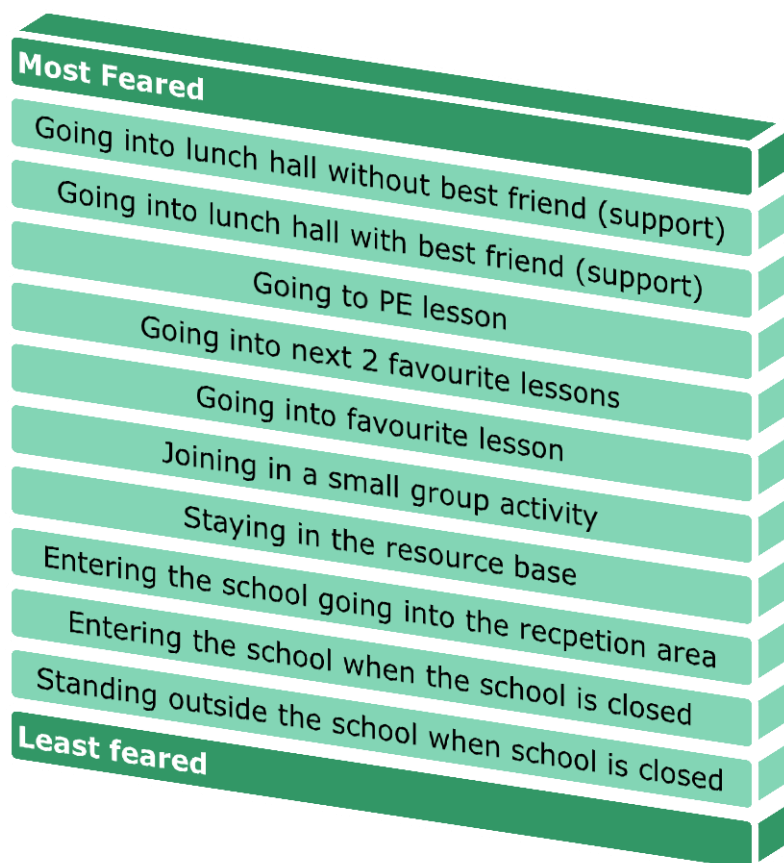 Most Feared
Going into lunch hall without best friend (support)
Going into lunch hall with best friend (support)
Going to PE lesson
Going into next 2 favourite lessons
Going into favourite lesson
Joining in a small group activity
Staying in the resource base
Entering the school going into the recpetion area
Entering the school when the school is closed
Standing outside the school when school is closed
Least feared